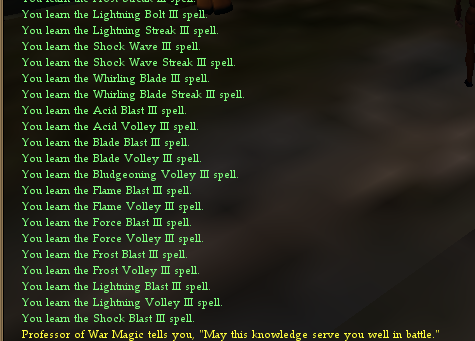 You learn the Frost Streak III spell.
You learn the Lightning Bolt III spell.
You learn the Lightning Streak III spell.
You learn the Shock Wave III spell.
You learn the Shock Wave Streak III spell.
You learn the Whirling Blade III spell.
You learn the Whirling Blade Streak III spell.
You learn the Acid Blast III spell.
You learn the Acid Volley III spell.
You learn the Blade Blast III spell.
You learn the Blade Volley III spell.
You learn the Bludgeoning Volley III spell.
You learn the Flame Blast III spell.
You learn the Flame Volley III spell.
You learn the Force Blast III spell.
You learn the Force Volley III spell.
You learn the Frost Blast III spell.
You learn the Frost Volley III spell.
You learn the Lightning Blast III spell.
You learn the Lightning Volley III spell.
You learn the Shock Blast III spell.
Professor of War Magic tells you, "May this knowledge serve you well in battle."